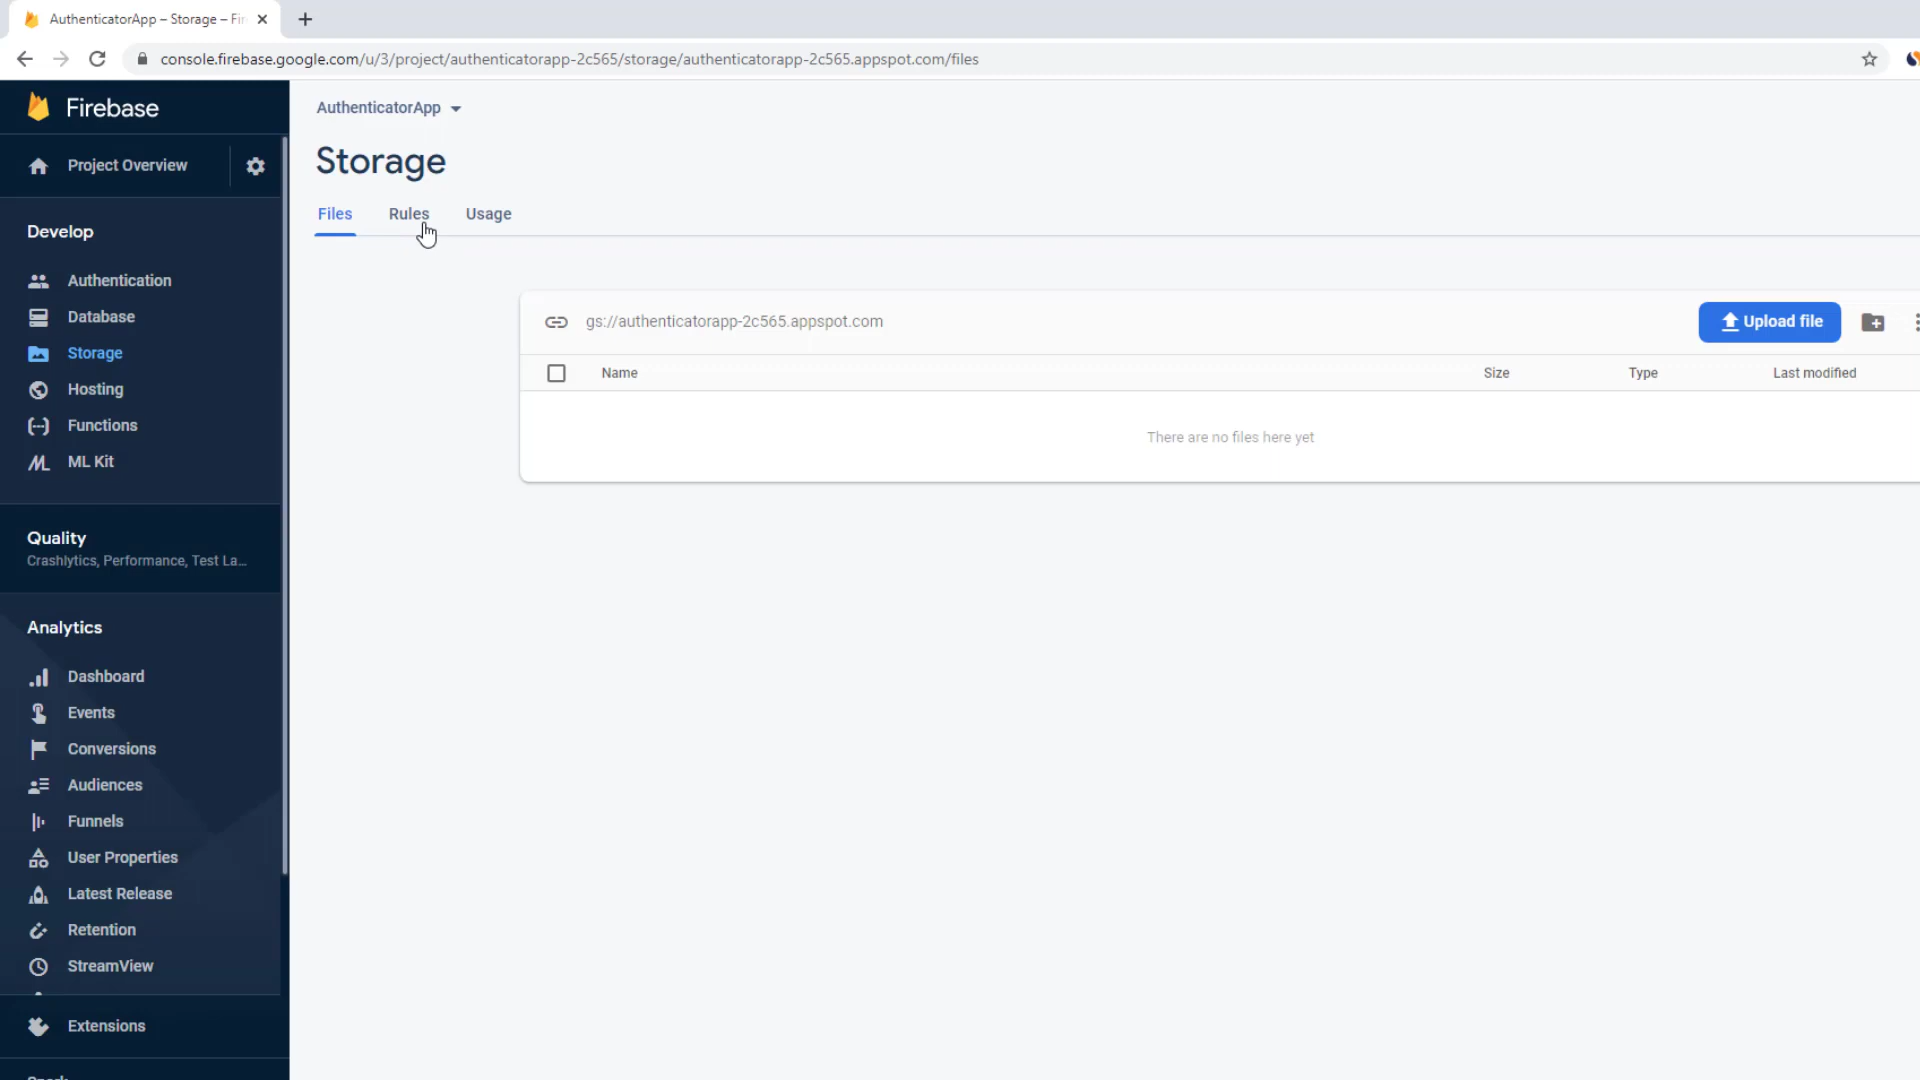 AuthenticatorApp – Storage – Fir
console.firebase.google.com/u/3/project/authenticatorapp-2c565/storage/authenticatorapp-2c565.appspot.com/files
Firebase
Project Overview
Develop
Authentication
Database
Storage
Hosting
Functions
ML Kit
Quality
Crashlytics, Performance, Test La...
Analytics
Dashboard
Events
Conversions
Audiences
Funnels
User Properties
Latest Release
Retention
StreamView
Extensions
AuthenticatorApp
Storage
Files Rules Usage
gs://authenticatorapp-2c565.appspot.com
Upload file
Name Size Type Last modified
There are no files here yet